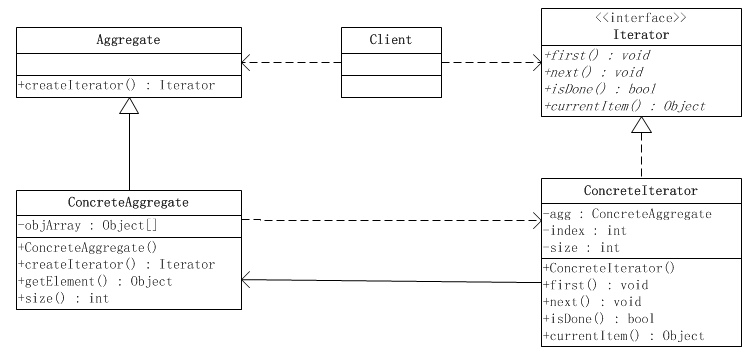 Aggregate
+createIterator() : Iterator
Client
<<interface>>
Iterator
+first() : void
+next() : void
+isDone() : bool
+currentItem() : Object
ConcreteAggregate
-objArray : Object[]
+ConcreteAggregate()
+createIterator() : Iterator
+getElement() : Object
+size() : int
ConcreteIterator
-agg : ConcreteAggregate
-index : int
-size : int
+ConcreteIterator()
+first() : void
+next() : void
+isDone() : bool
+currentItem() : Object